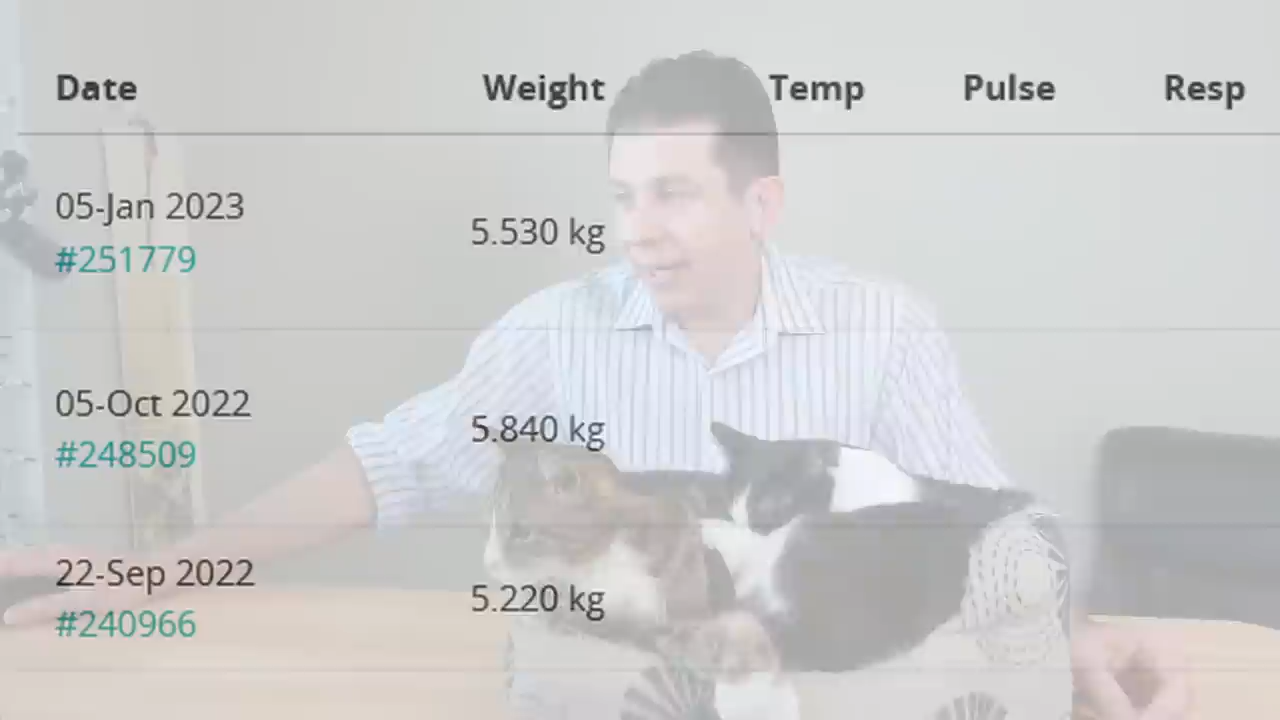 Date Weight Temp Pulse Resp
05-Jan 2023
5.530 kg
#251779
05-Oct 2022
5.840 kg
#248509
22-Sep 2022
5.220 kg
#240966